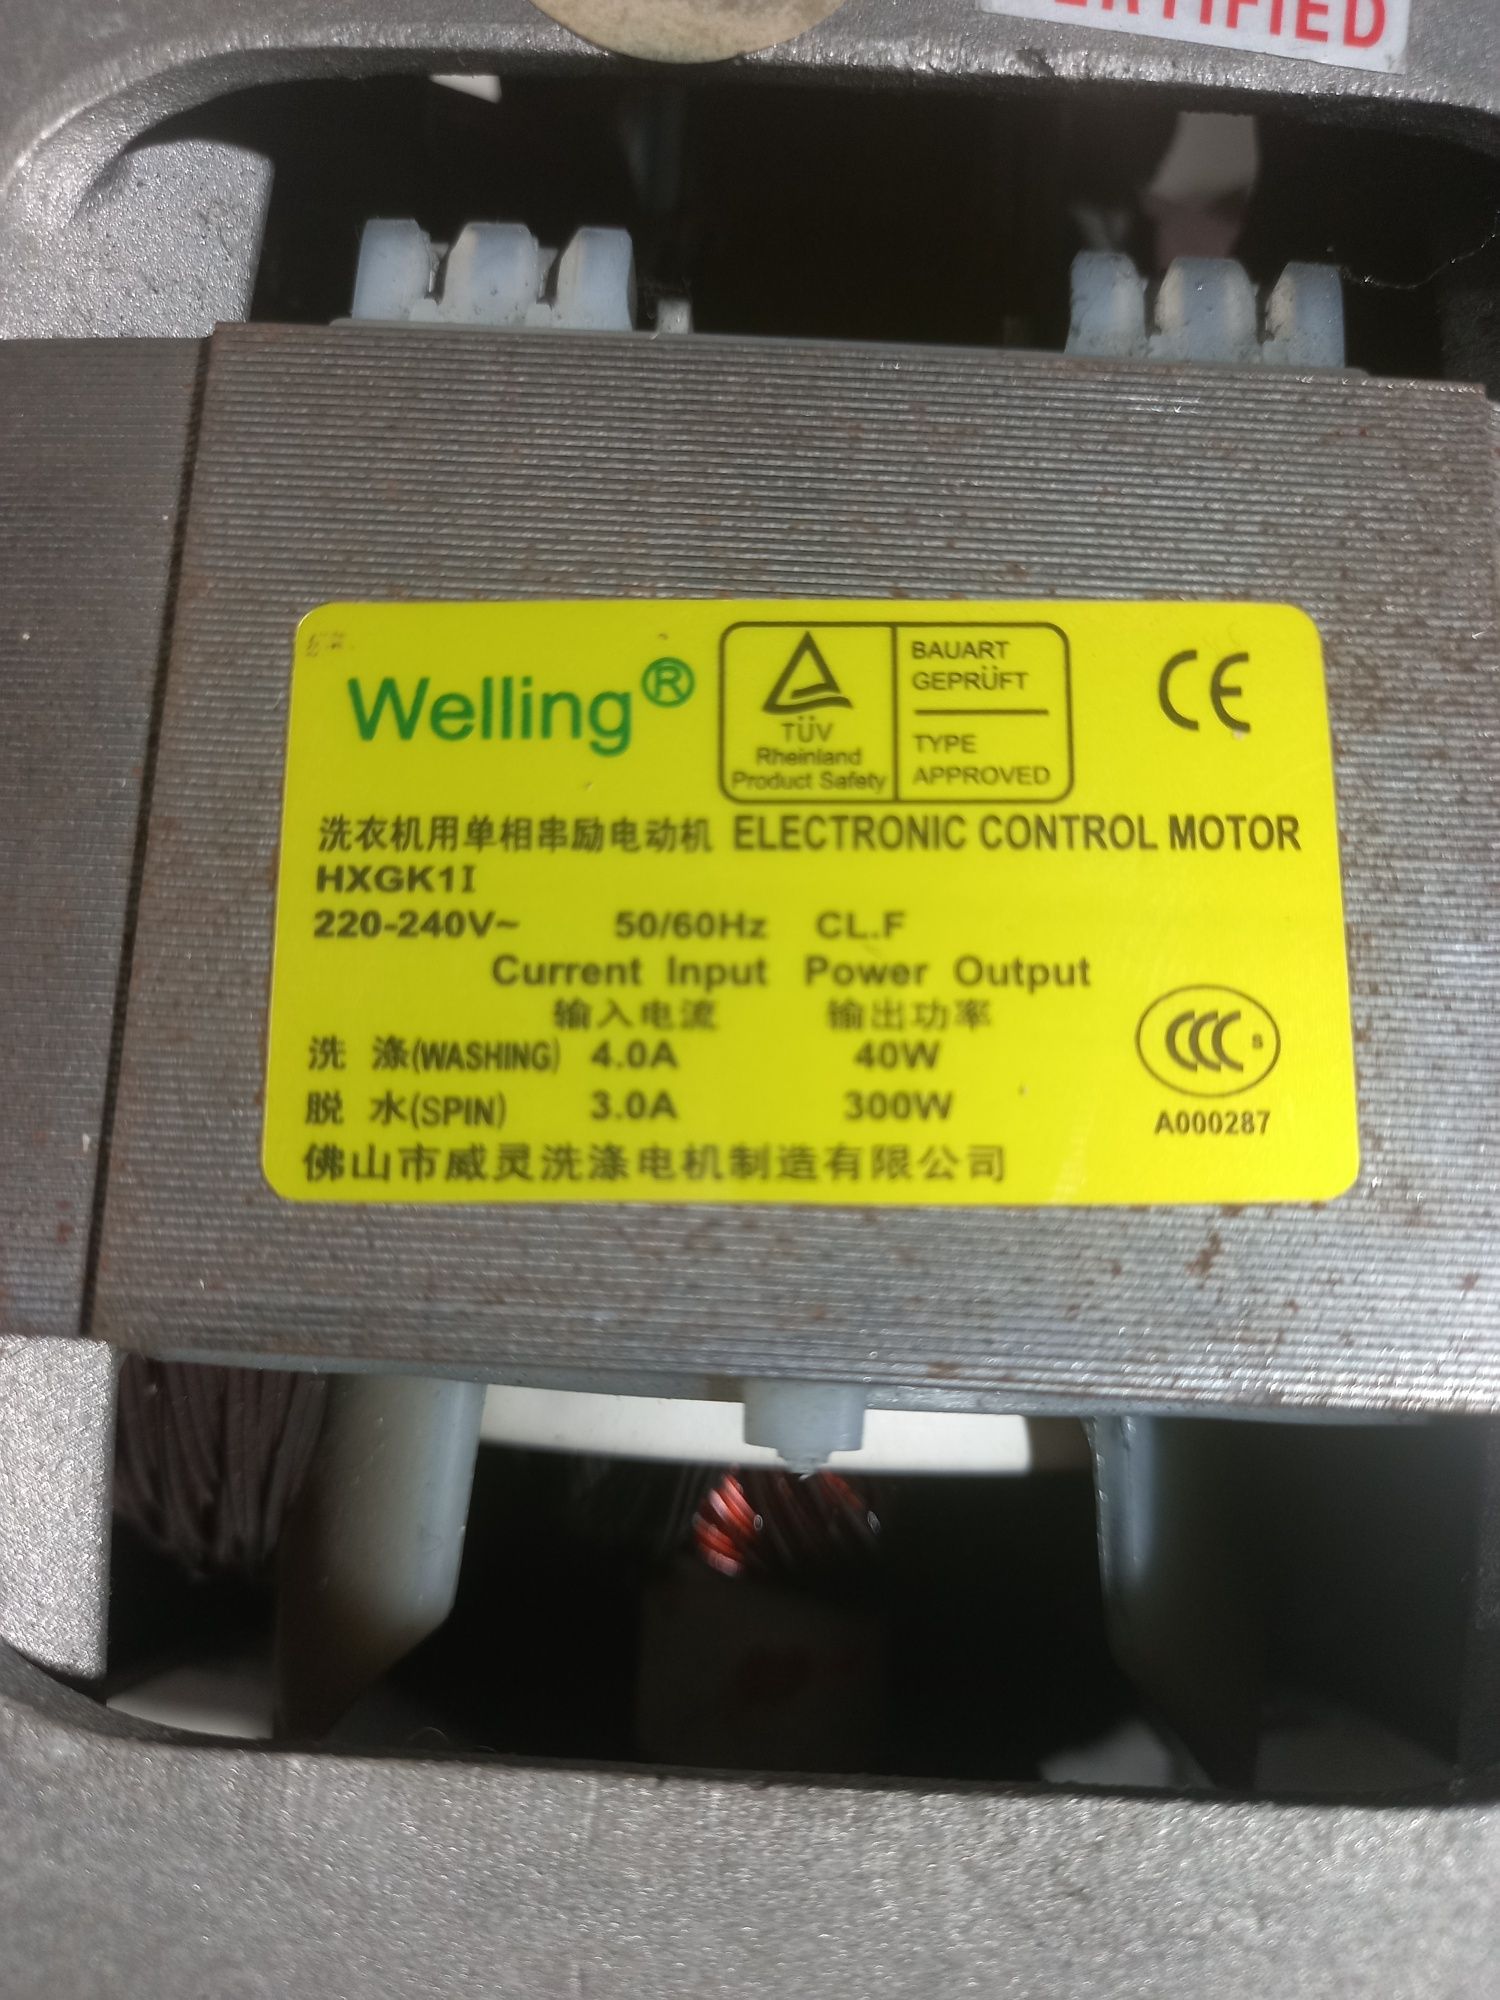 CERTIFIED
Welling®
TÜV
Rheinland
Product Safety
BAUART
GEPRÜFT
TYPE
APPROVED
CE
洗衣机用单相串励电动机 ELECTRONIC CONTROL MOTOR
HXGK1I
220-240V~ 50/60Hz CL.F
Current Input Power Output
输入电流 输出功率
洗 涤(WASHING) 4.0A 40W
脱 水(SPIN) 3.0A 300W
CCC S
A000287
佛山市威灵洗涤电机制造有限公司